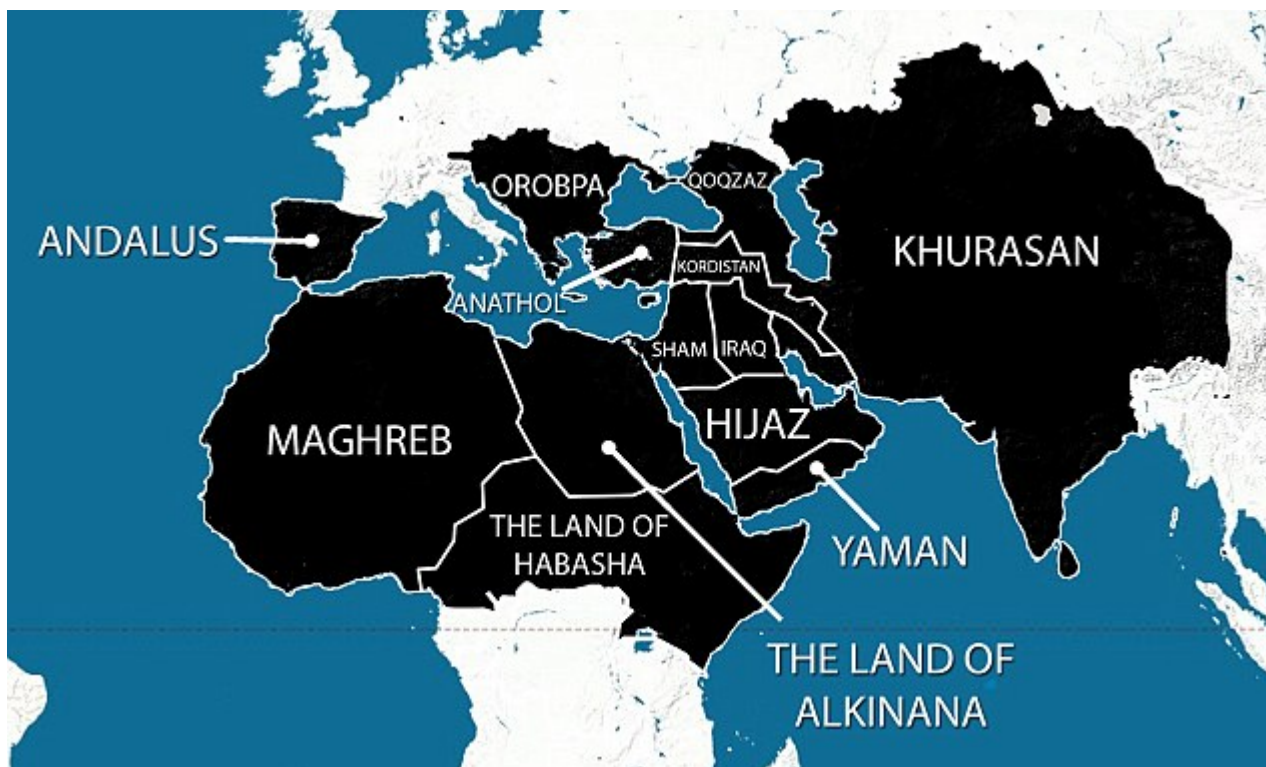 OROBPA
QOQZAZ
ANDALUS
KHURASAN
KORDISTAN
ANATHOL
SHAM
IRAQ
HIJAZ
MAGHREB
THE LAND OF
HABASHA
YAMAN
THE LAND OF
ALKINANA